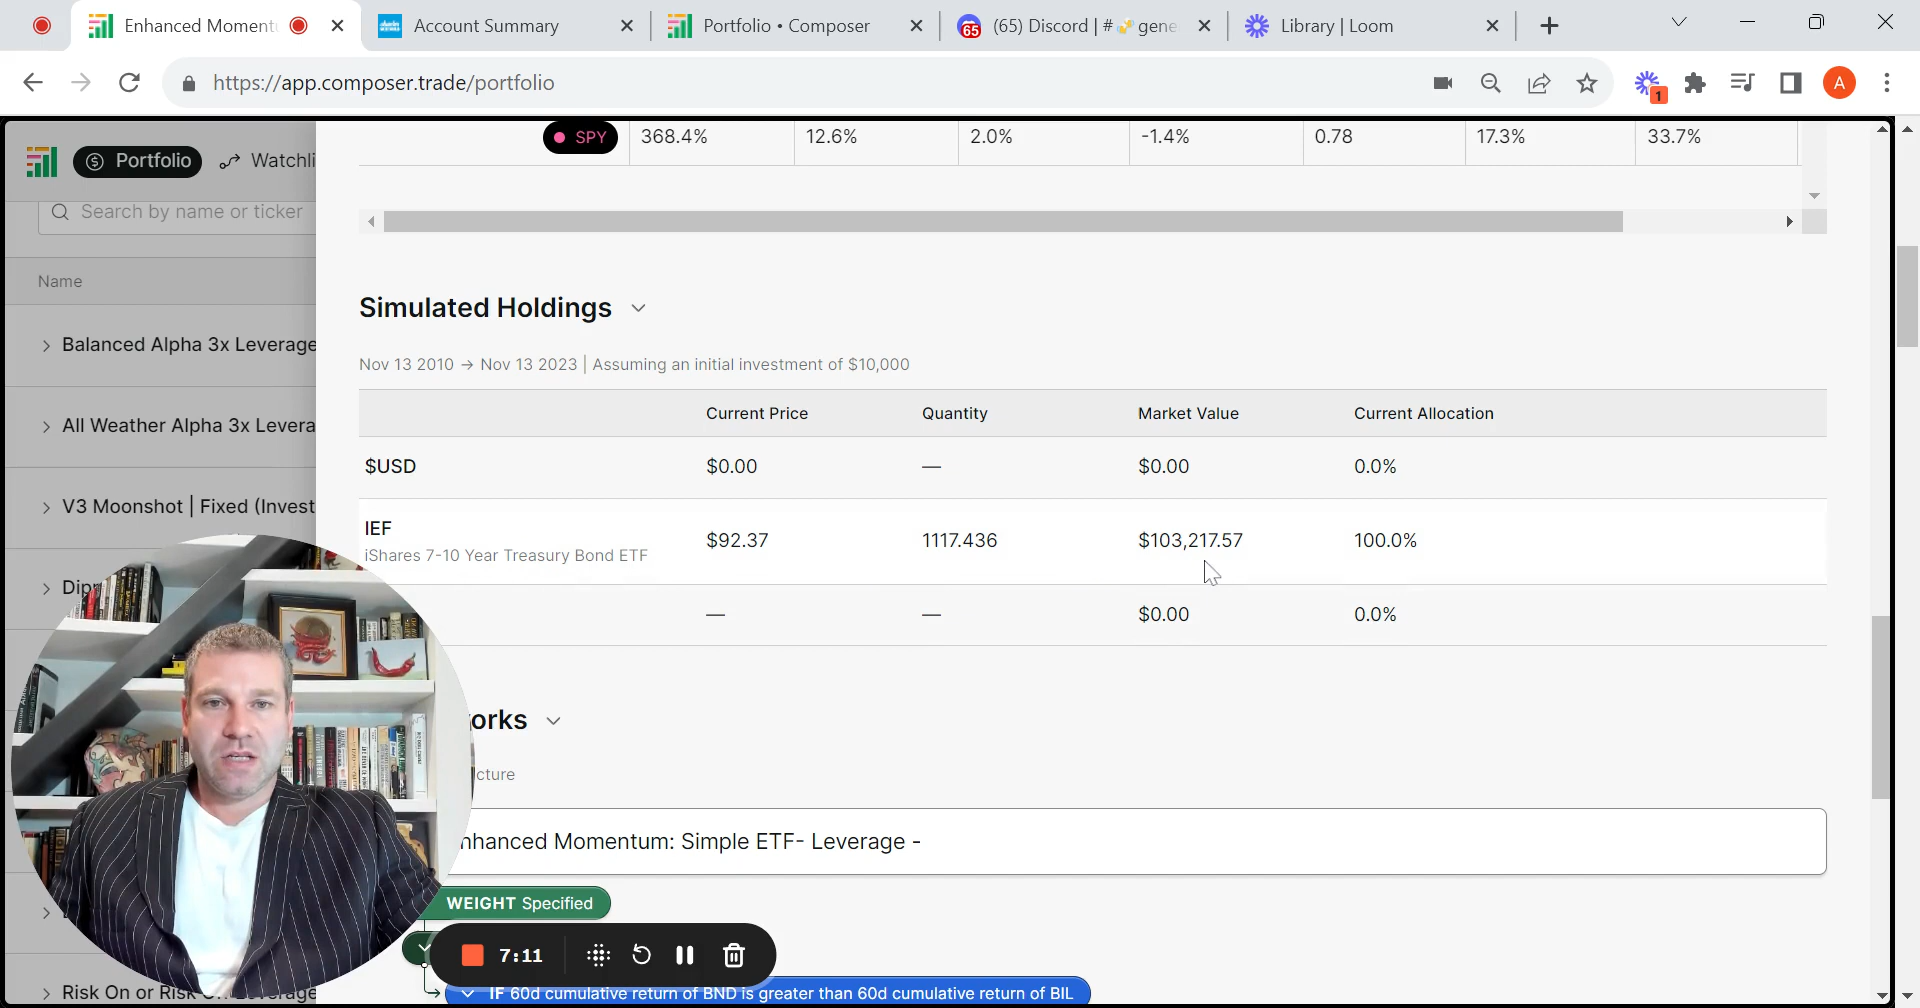 Enhanced Moment
Account Summary
Portfolio • Composer
65
(65) Discord | # gene
Library | Loom
https://app.composer.trade/portfolio
1
A
Portfolio
Watchli
Search by name or ticker
Name
Balanced Alpha 3x Leverage
All Weather Alpha 3x Levera
V3 Moonshot | Fixed (Invest
Dip
Risk On or Ris
SPY 368.4% 12.6% 2.0% -1.4% 0.78 17.3% 33.7%
Simulated Holdings
Nov 13 2010 → Nov 13 2023 | Assuming an initial investment of $10,000
Current Price Quantity Market Value Current Allocation
$USD $0.00 — $0.00 0.0%
IEF
iShares 7-10 Year Treasury Bond ETF
$92.37 1117.436 $103,217.57 100.0%
— — $0.00 0.0%
orks
cture
nhanced Momentum: Simple ETF- Leverage -
WEIGHT Specified
7:11
IF 60d cumulative return of BND is greater than 60d cumulative return of BIL